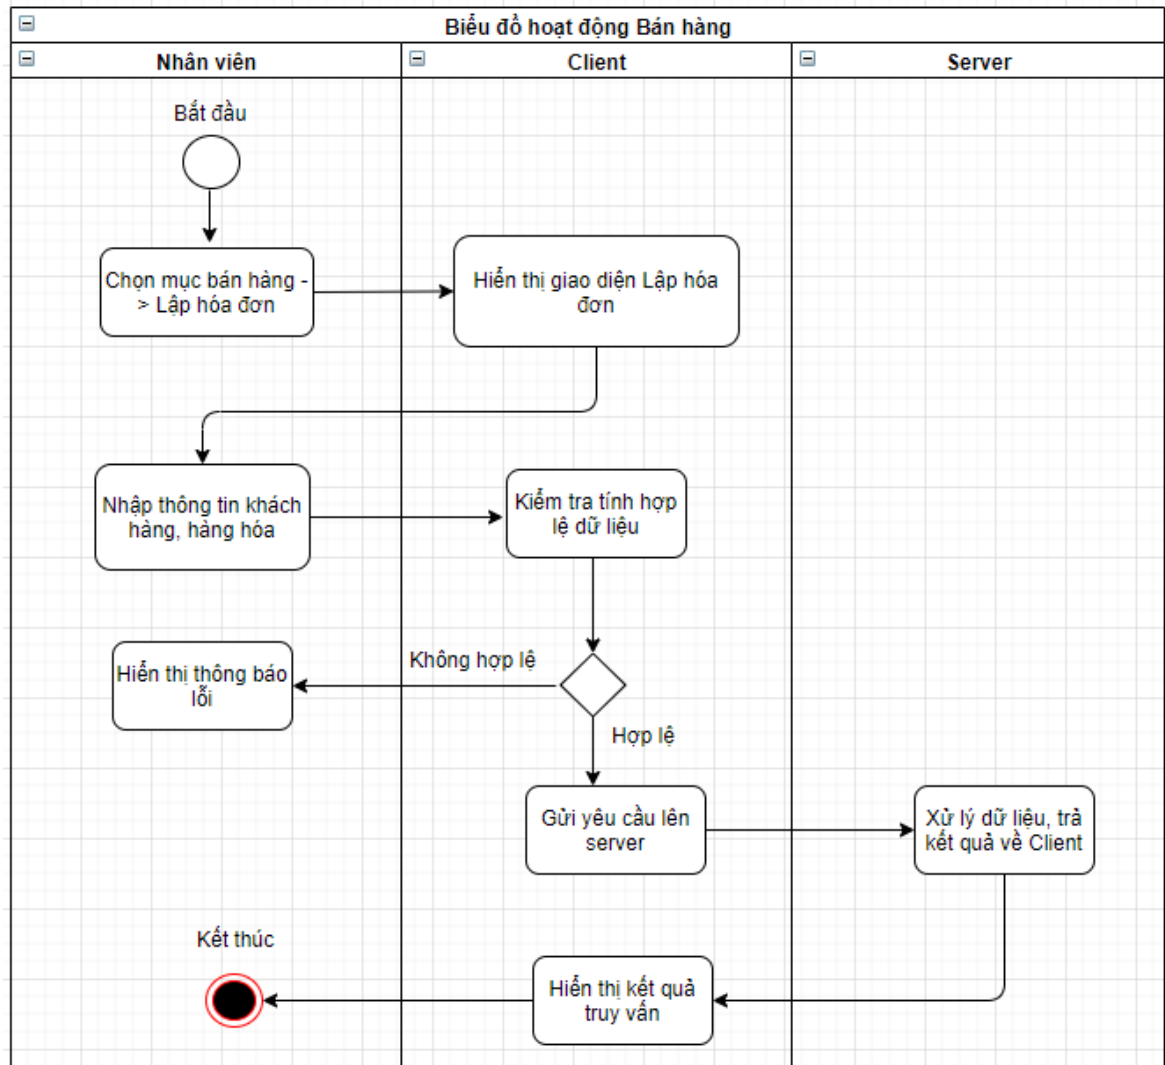 Biểu đồ hoạt động Bán hàng
Nhân viên
Client
Server
Bắt đầu
Chọn mục bán hàng -
> Lập hóa đơn
Hiển thị giao diện Lập hóa
đơn
Nhập thông tin khách
hàng, hàng hóa
Kiểm tra tính hợp
lệ dữ liệu
Không hợp lệ
Hiển thị thông báo
lỗi
Hợp lệ
Gửi yêu cầu lên
server
Xử lý dữ liệu, trả
kết quả về Client
Kết thúc
Hiển thị kết quả
truy vấn